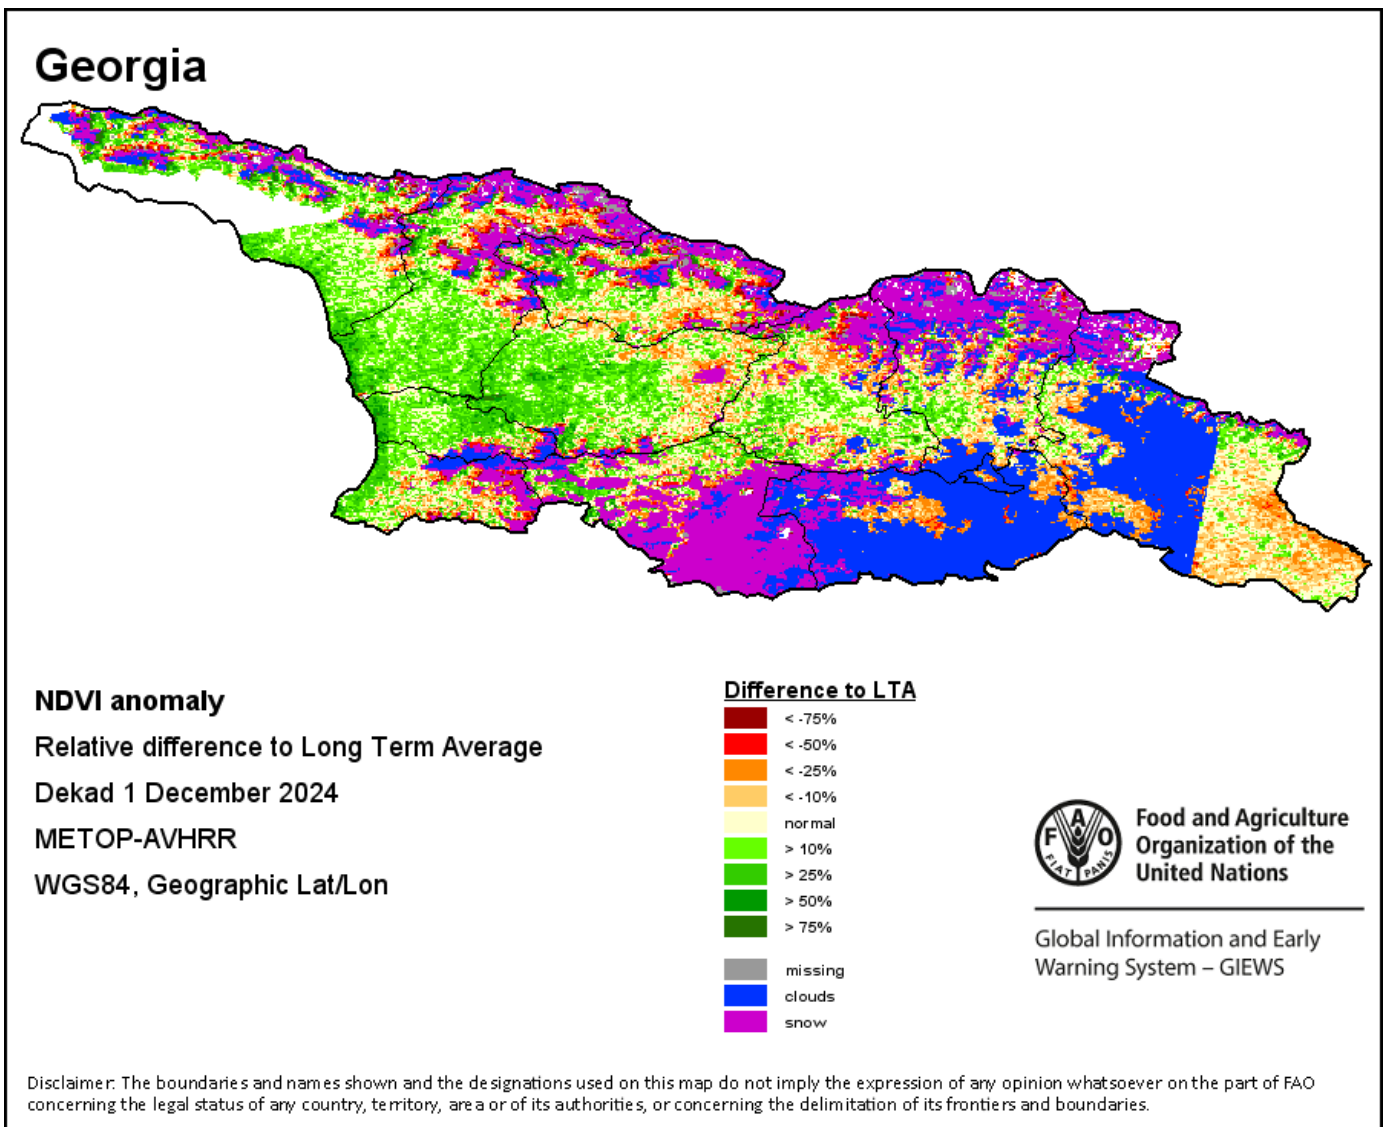 Georgia
NDVI anomaly
Relative difference to Long Term Average
Dekad 1 December 2024
METOP-AVHRR
WGS84, Geographic Lat/Lon
Difference to LTA
< -75%
< -50%
< -25%
< -10%
normal
> 10%
> 25%
> 50%
> 75%
missing
clouds
snow
F A O
FIAT PANIS
Food and Agriculture
Organization of the
United Nations
Global Information and Early
Warning System – GIEWS
Disclaimer: The boundaries and names shown and the designations used on this map do not imply the expression of any opinion whatsoever on the part of FAO
concerning the legal status of any country, territory, area or of its authorities, or concerning the delimitation of its frontiers and boundaries.